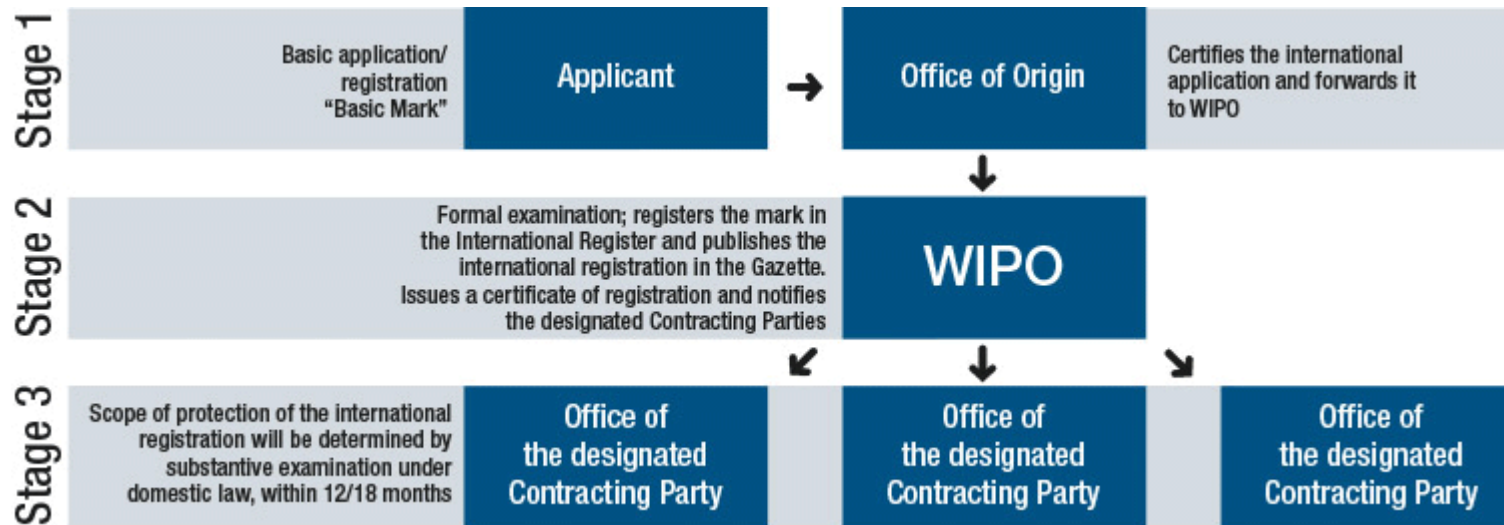 Stage 1
Basic application/
registration
“Basic Mark”
Applicant
Office of Origin
Certifies the international
application and forwards it
to WIPO
Stage 2
Formal examination; registers the mark in
the International Register and publishes the
international registration in the Gazette.
Issues a certificate of registration and notifies
the designated Contracting Parties
WIPO
Stage 3
Scope of protection of the international
registration will be determined by
substantive examination under
domestic law, within 12/18 months
Office of
the designated
Contracting Party
Office of
the designated
Contracting Party
Office of
the designated
Contracting Party